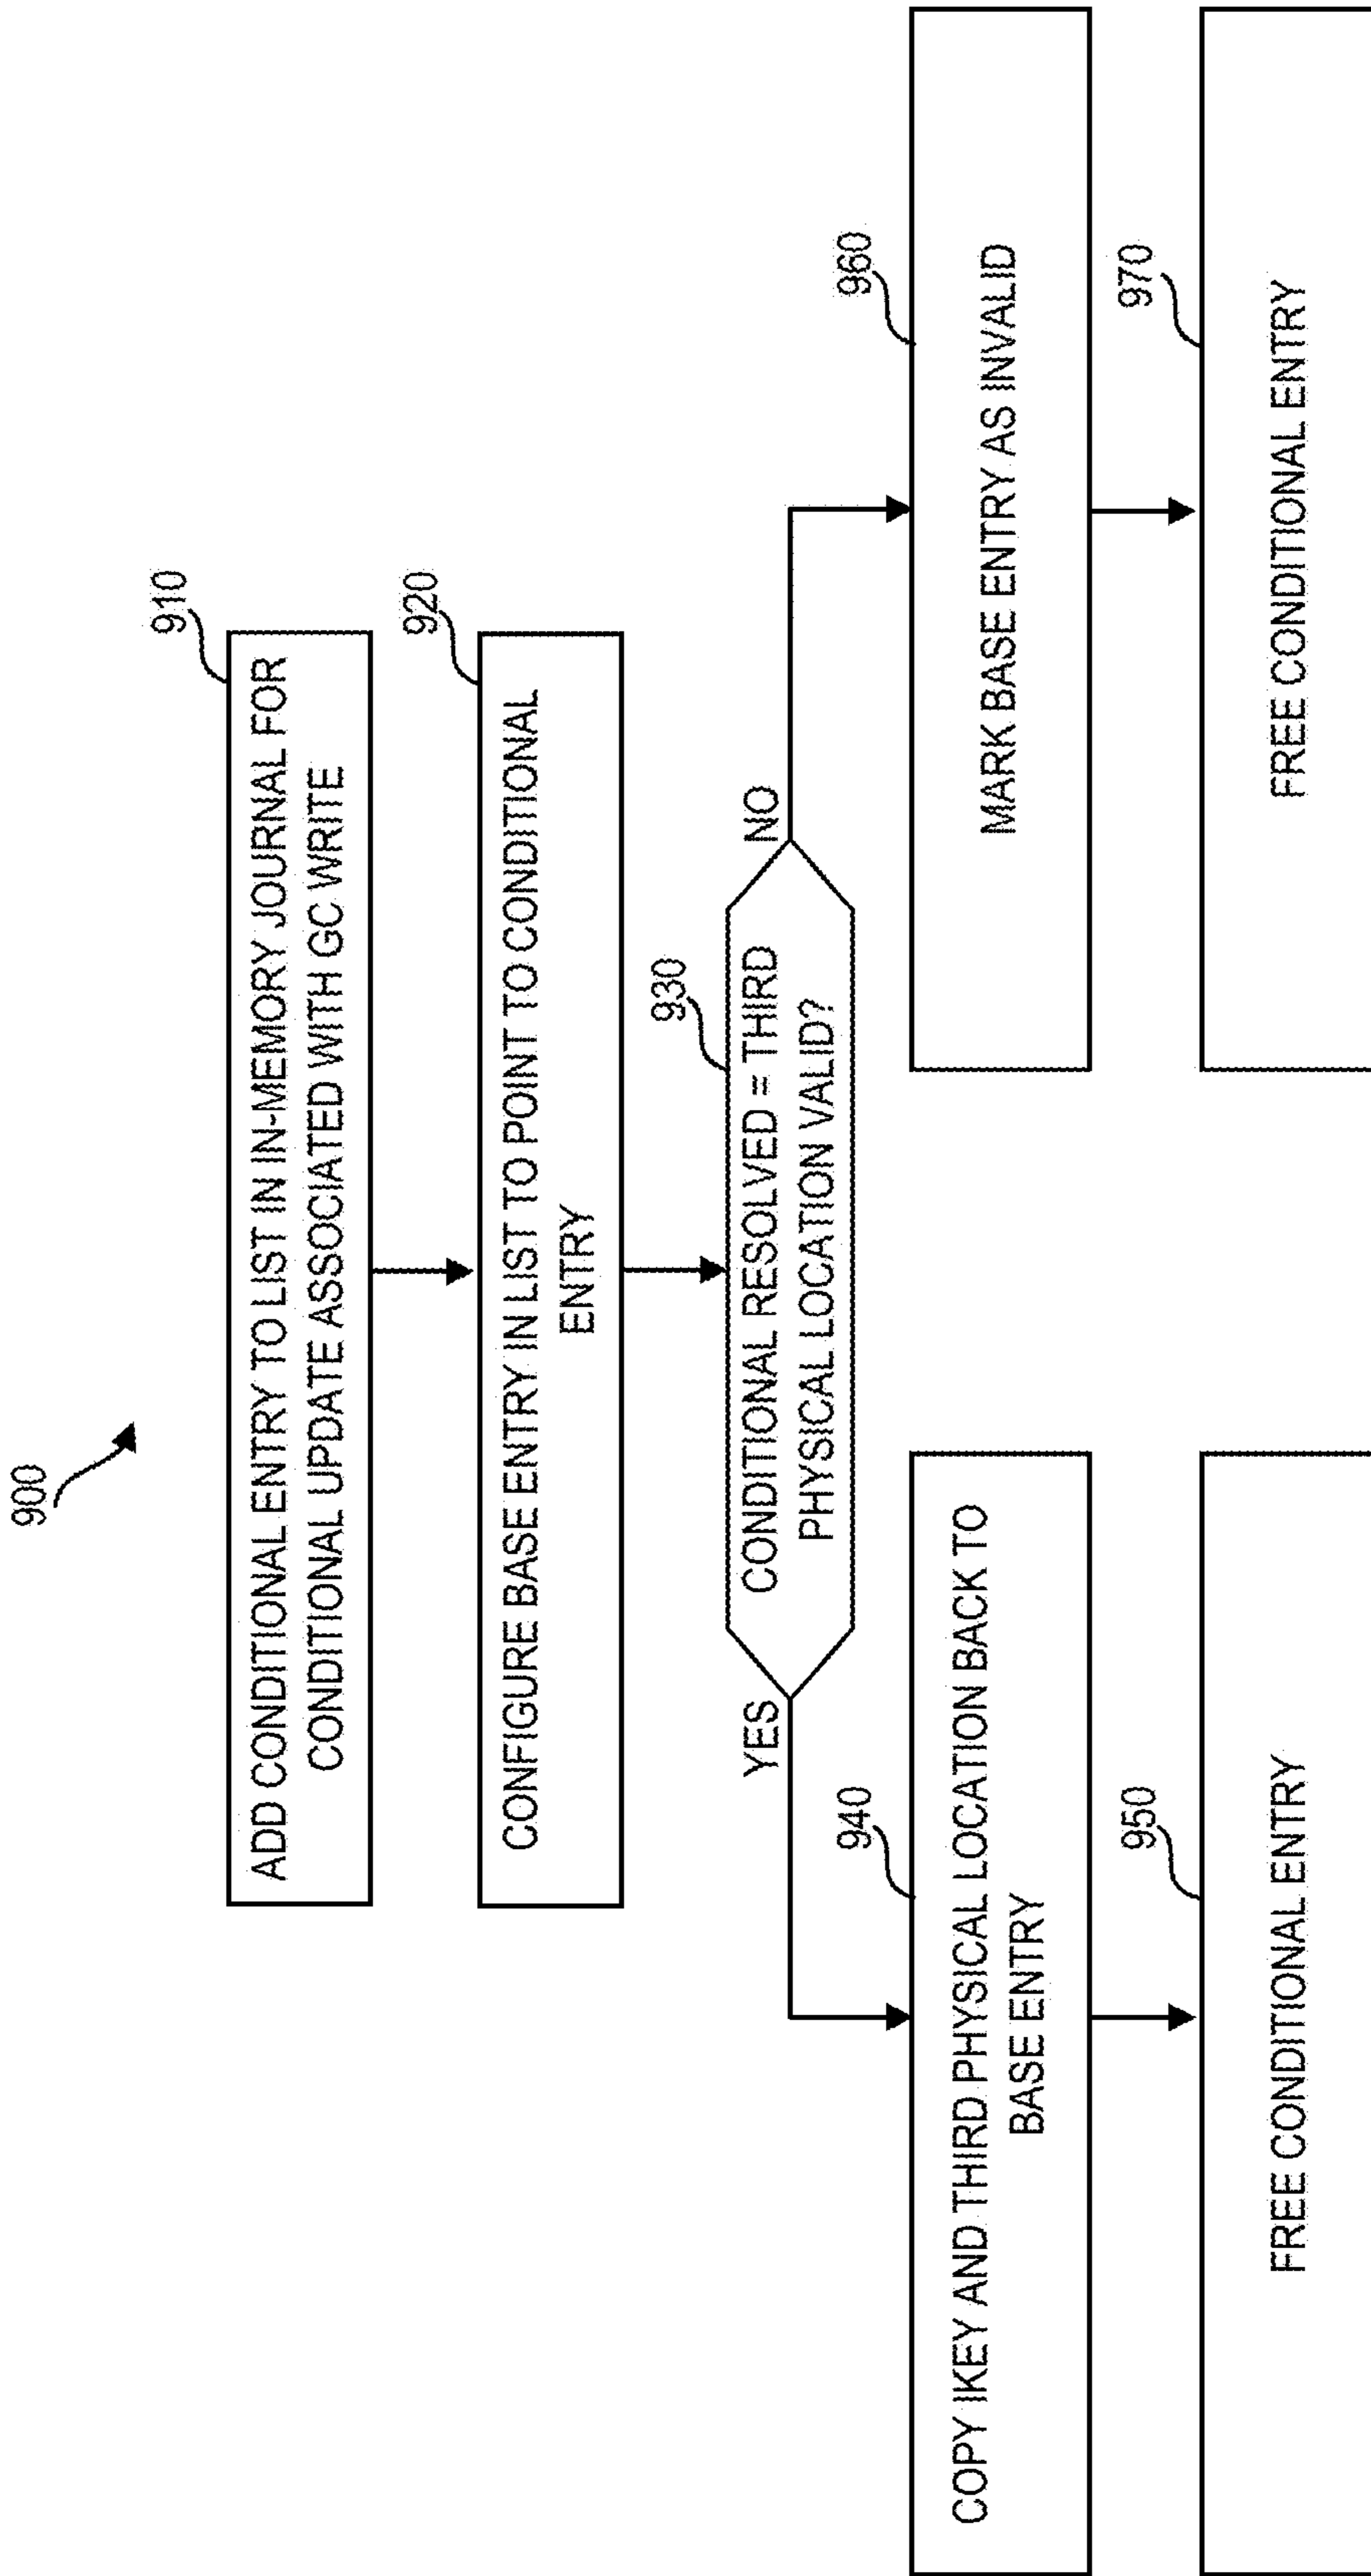 900
910
ADD CONDITIONAL ENTRY TO LIST IN IN-MEMORY JOURNAL FOR
CONDITIONAL UPDATE ASSOCIATED WITH GC WRITE
920
CONFIGURE BASE ENTRY IN LIST TO POINT TO CONDITIONAL
ENTRY
930
CONDITIONAL RESOLVED = THIRD
PHYSICAL LOCATION VALID?
YES
NO
940
COPY IKEY AND THIRD PHYSICAL LOCATION BACK TO
BASE ENTRY
960
MARK BASE ENTRY AS INVALID
950
FREE CONDITIONAL ENTRY
970
FREE CONDITIONAL ENTRY